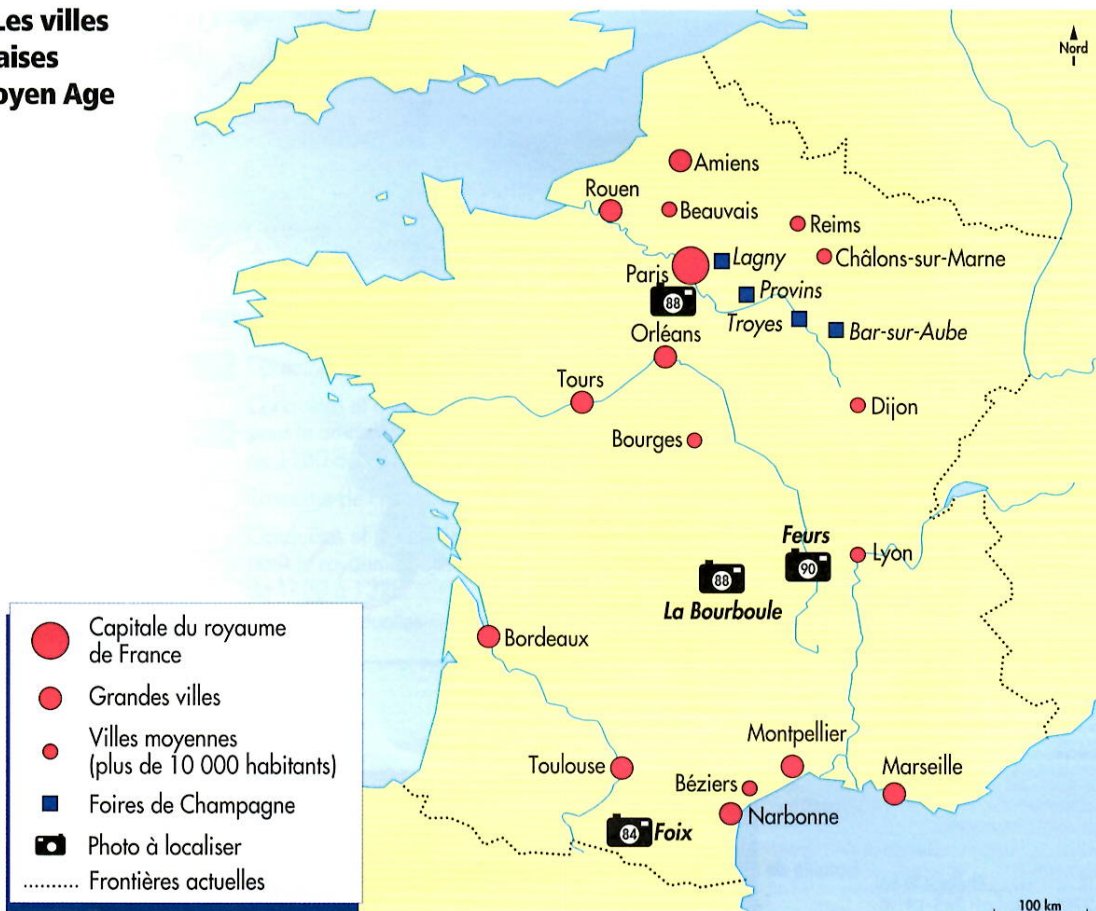 Les villes
aises
oyen Age
Nord
Amiens
Rouen
Beauvais
Reims
Châlons-sur-Marne
Lagny
Paris
88
Provins
Troyes
Bar-sur-Aube
Orléans
Tours
Dijon
Bourges
Feurs
90
Lyon
88
La Bourboule
Bordeaux
Montpellier
Toulouse
Béziers
Marseille
Narbonne
84
Foix
Capitale du royaume
de France
Grandes villes
Villes moyennes
(plus de 10 000 habitants)
Foires de Champagne
Photo à localiser
Frontières actuelles
100 km